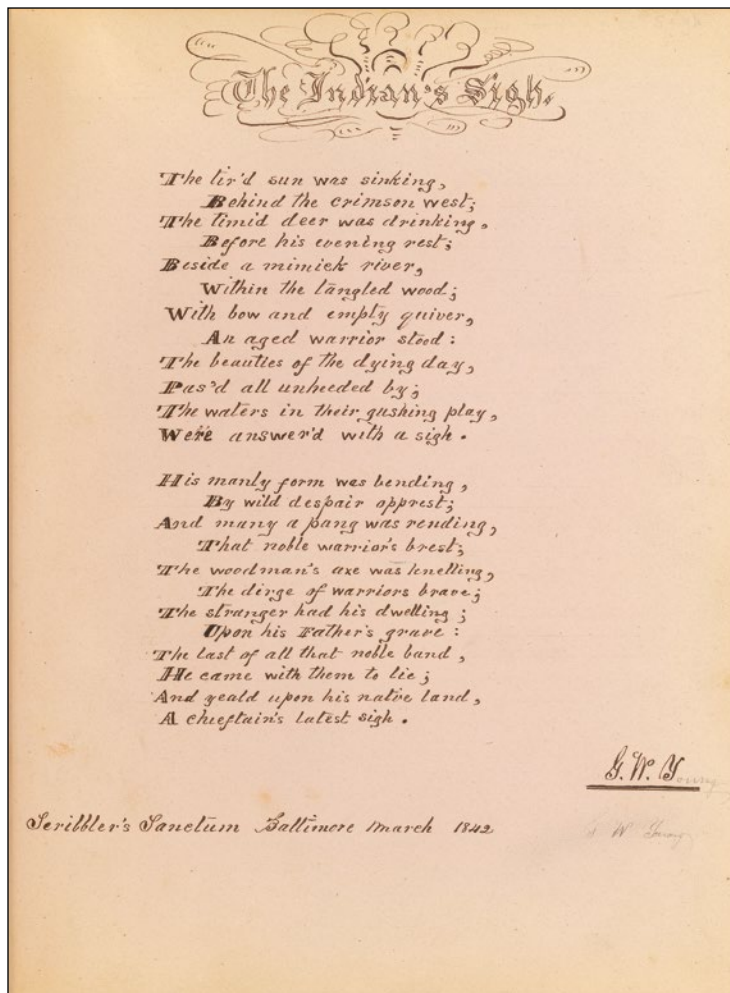 The Indian's Sigh.
The tir'd sun was sinking,
Behind the crimson west;
The timid deer was drinking,
Before his evening rest;
Beside a mimick river,
Within the tangled wood;
With bow and empty quiver,
An aged warrior stood:
The beauties of the dying day,
Pas'd all unheeded by;
The waters in their gushing play,
Were answer'd with a sigh.
His manly form was bending,
By wild despair opprest;
And many a pang was rending,
That noble warrior's brest;
The woodman's axe was knelling,
The dirge of warriors brave;
The stranger had his dwelling;
Upon his Father's grave:
The last of all that noble band,
He came with them to lie;
And yeald upon his native land,
A chieftain's latest sigh.
G. W. Young
Scribbler's Sanctum Baltimore March 1842
G W Young